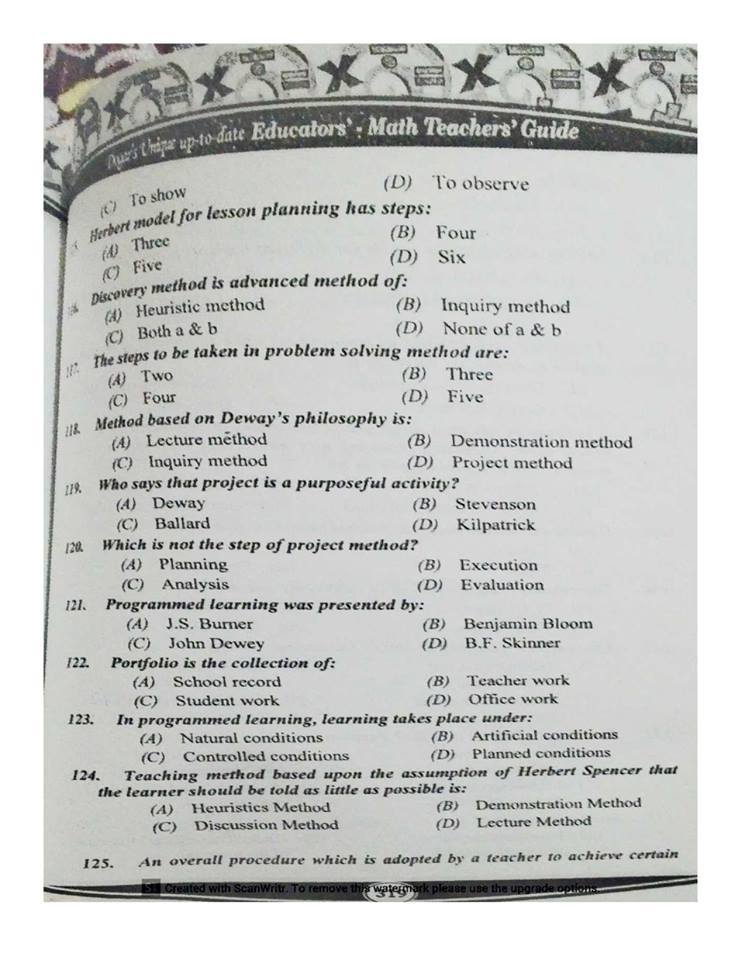 Unique up-to-date Educators' : Math Teachers' Guide
(C) To show (D) To observe
Herbert model for lesson planning has steps:
(A) Three (B) Four
(C) Five (D) Six
Discovery method is advanced method of:
(A) Heuristic method (B) Inquiry method
(C) Both a & b (D) None of a & b
117. The steps to be taken in problem solving method are:
(A) Two (B) Three
(C) Four (D) Five
118. Method based on Deway's philosophy is:
(A) Lecture method (B) Demonstration method
(C) Inquiry method (D) Project method
119. Who says that project is a purposeful activity?
(A) Deway (B) Stevenson
(C) Ballard (D) Kilpatrick
120. Which is not the step of project method?
(A) Planning (B) Execution
(C) Analysis (D) Evaluation
121. Programmed learning was presented by:
(A) J.S. Burner (B) Benjamin Bloom
(C) John Dewey (D) B.F. Skinner
122. Portfolio is the collection of:
(A) School record (B) Teacher work
(C) Student work (D) Office work
123. In programmed learning, learning takes place under:
(A) Natural conditions (B) Artificial conditions
(C) Controlled conditions (D) Planned conditions
124. Teaching method based upon the assumption of Herbert Spencer that
the learner should be told as little as possible is:
(A) Heuristics Method (B) Demonstration Method
(C) Discussion Method (D) Lecture Method
125. An overall procedure which is adopted by a teacher to achieve certain
Created with ScanWritr. To remove this watermark please use the upgrade options.
319